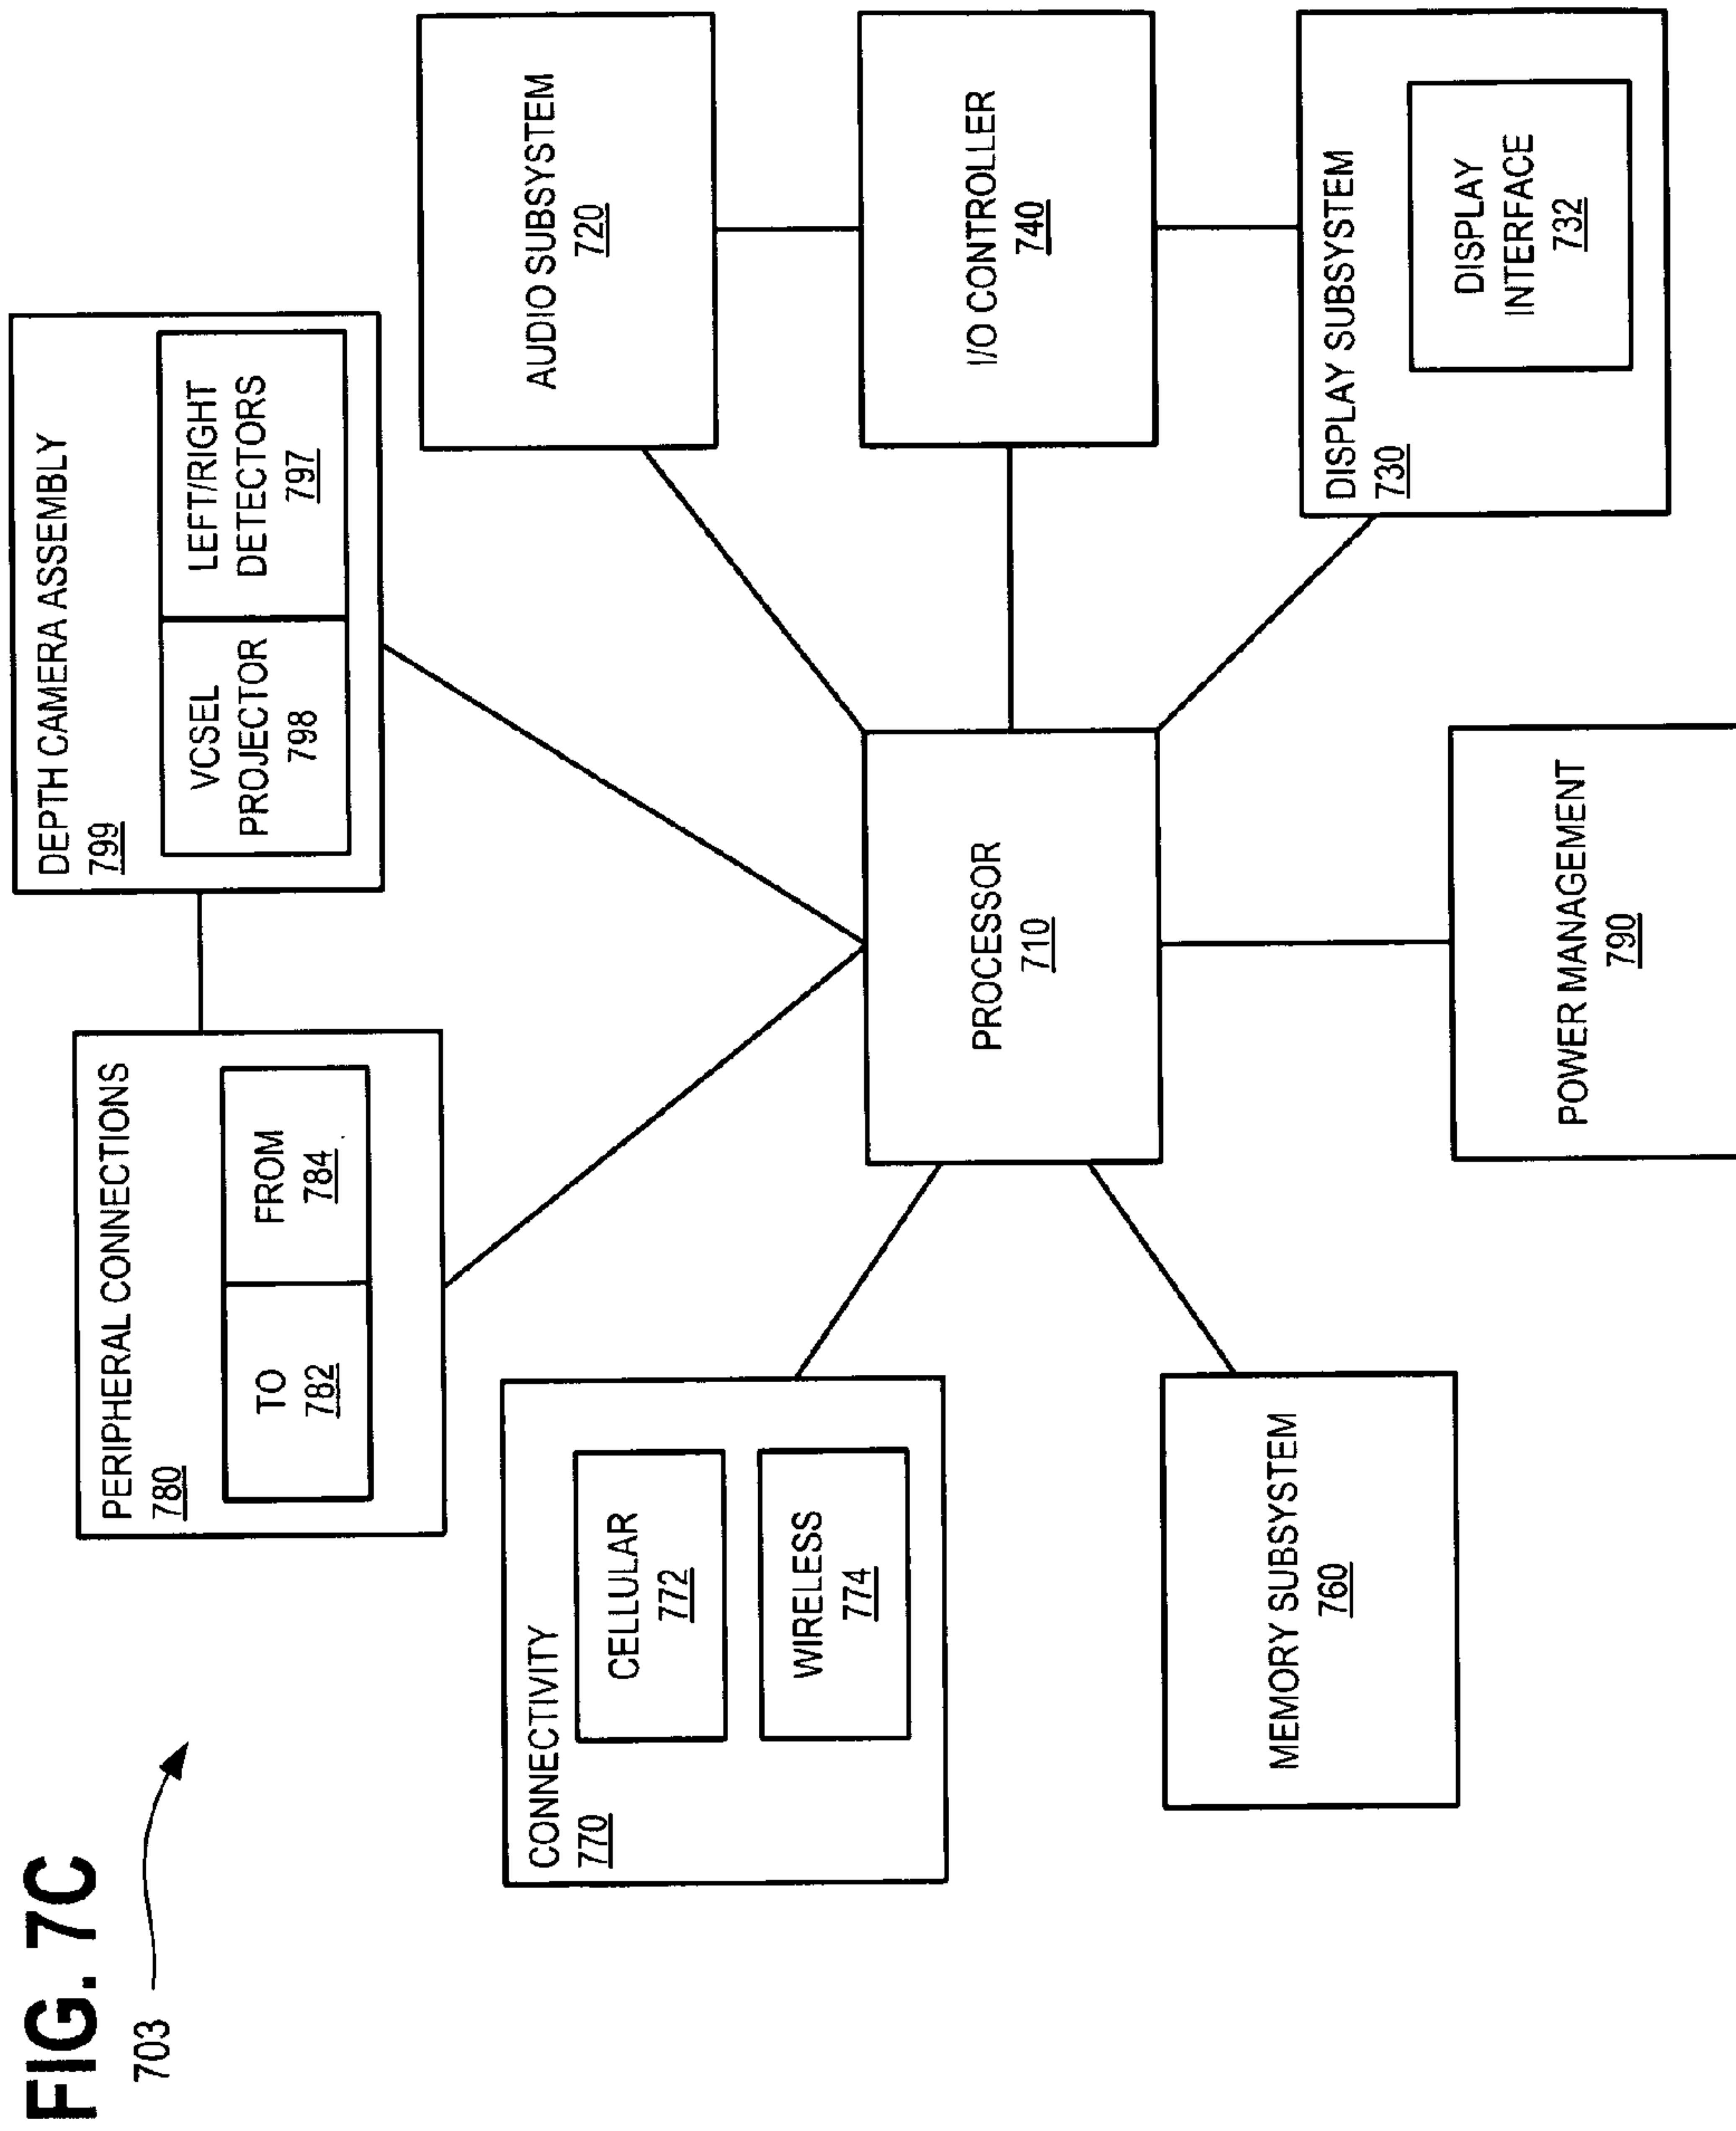 FIG. 7C
703
PERIPHERAL CONNECTIONS
780
TO
782
FROM
784
DEPTH CAMERA ASSEMBLY
799
VCSEL
PROJECTOR
798
LEFT/RIGHT
DETECTORS
797
CONNECTIVITY
770
CELLULAR
772
WIRELESS
774
AUDIO SUBSYSTEM
720
PROCESSOR
710
I/O CONTROLLER
740
MEMORY SUBSYSTEM
760
POWER MANAGEMENT
790
DISPLAY SUBSYSTEM
730
DISPLAY
INTERFACE
732